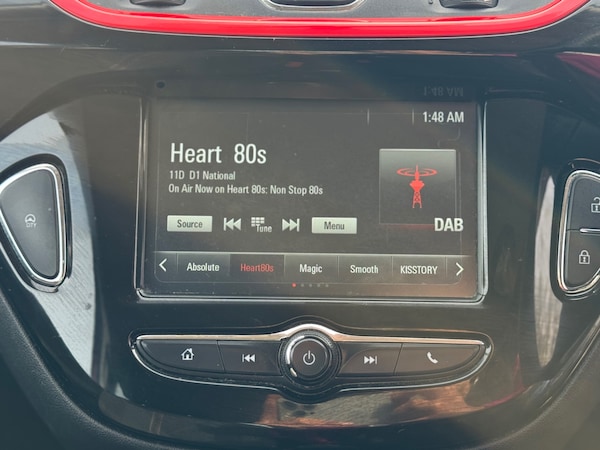 1:48 AM
Heart 80s
11D D1 National
On Air Now on Heart 80s: Non Stop 80s
DAB
Source
Tune
Menu
Absolute
Heart80s
Magic
Smooth
KISSTORY
CITY